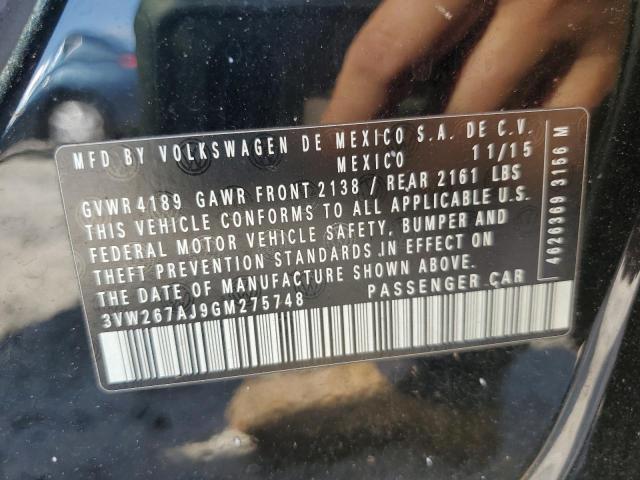 MFD BY VOLKSWAGEN DE MEXICO S.A. DE C.V.
MEXICO 11/15
GVWR 4189 GAWR FRONT 2138 / REAR 2161 LBS
THIS VEHICLE CONFORMS TO ALL APPLICABLE U.S.
FEDERAL MOTOR VEHICLE SAFETY, BUMPER AND
THEFT PREVENTION STANDARDS IN EFFECT ON
THE DATE OF MANUFACTURE SHOWN ABOVE.
3VW267AJ9GM275748 PASSENGER CAR
4626369 3156 M